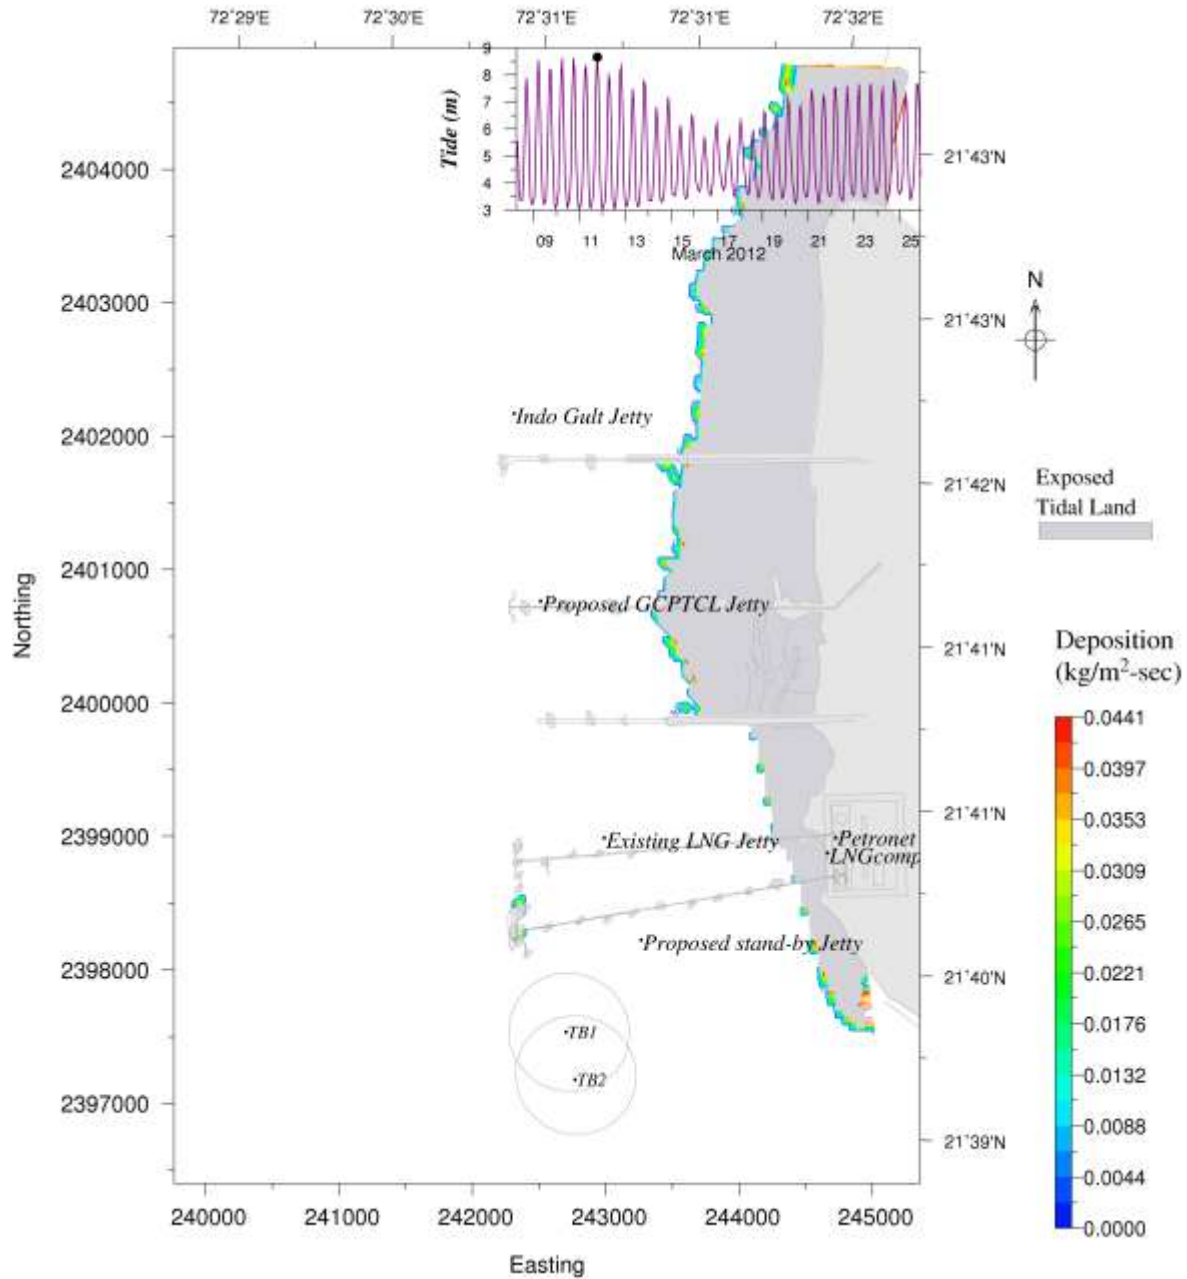 72°29'E 72°30'E 72°31'E 72°31'E 72°32'E
9
8
7
6
5
4
3
Tide (m)
09 11 13 15 17 19 21 23 25
March 2012
2404000
2403000
2402000
2401000
2400000
2399000
2398000
2397000
Northing
21°43'N
21°43'N
21°42'N
21°41'N
21°41'N
21°40'N
21°39'N
Indo Gult Jetty
Proposed GCPTCL Jetty
Existing LNG Jetty
Petronet
LNGcomp
Proposed stand-by Jetty
TB1
TB2
240000 241000 242000 243000 244000 245000
Easting
N
Exposed
Tidal Land
Deposition
(kg/m²-sec)
0.0441
0.0397
0.0353
0.0309
0.0265
0.0221
0.0176
0.0132
0.0088
0.0044
0.0000